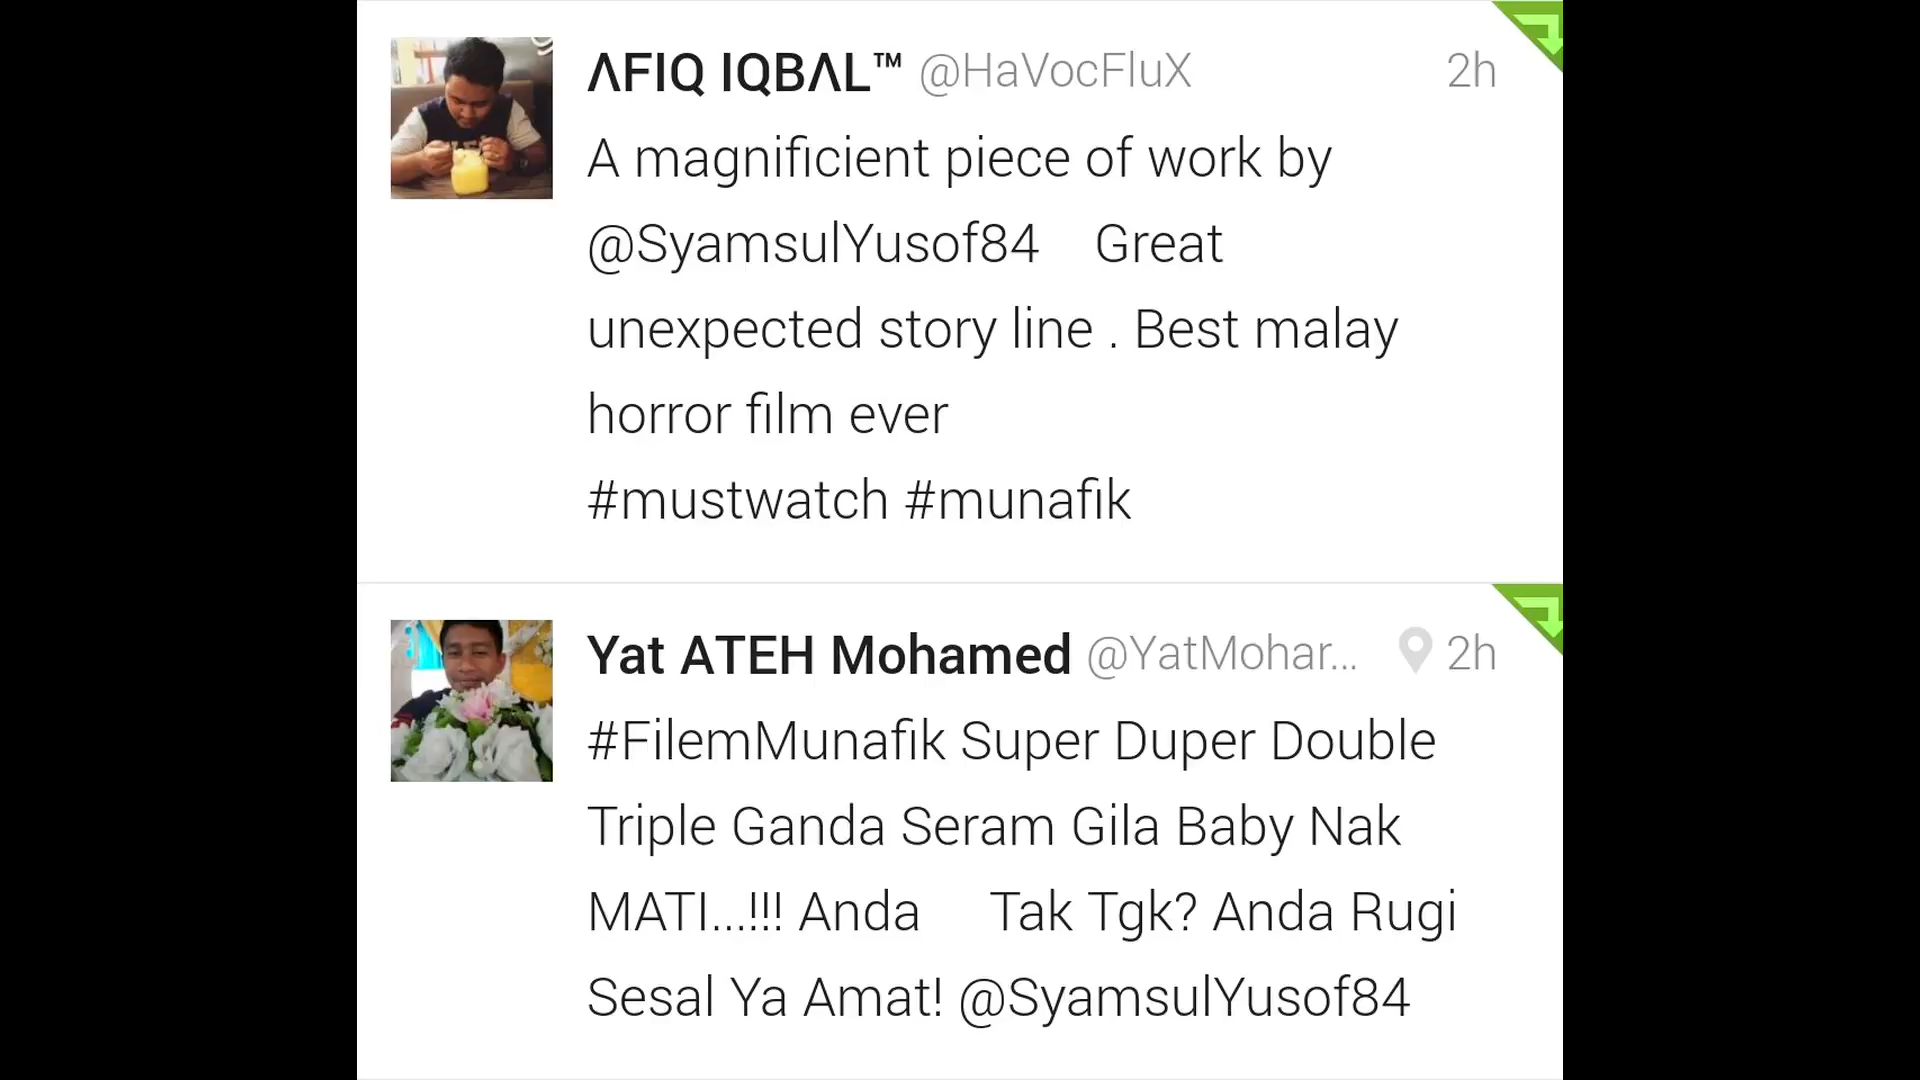 ΛFIQ IQBΛL™ @HaVocFluX 2h
A magnificient piece of work by
@SyamsulYusof84 Great
unexpected story line . Best malay
horror film ever
#mustwatch #munafik
Yat ATEH Mohamed @YatMohar... 2h
#FilemMunafik Super Duper Double
Triple Ganda Seram Gila Baby Nak
MATI...!!! Anda Tak Tgk? Anda Rugi
Sesal Ya Amat! @SyamsulYusof84